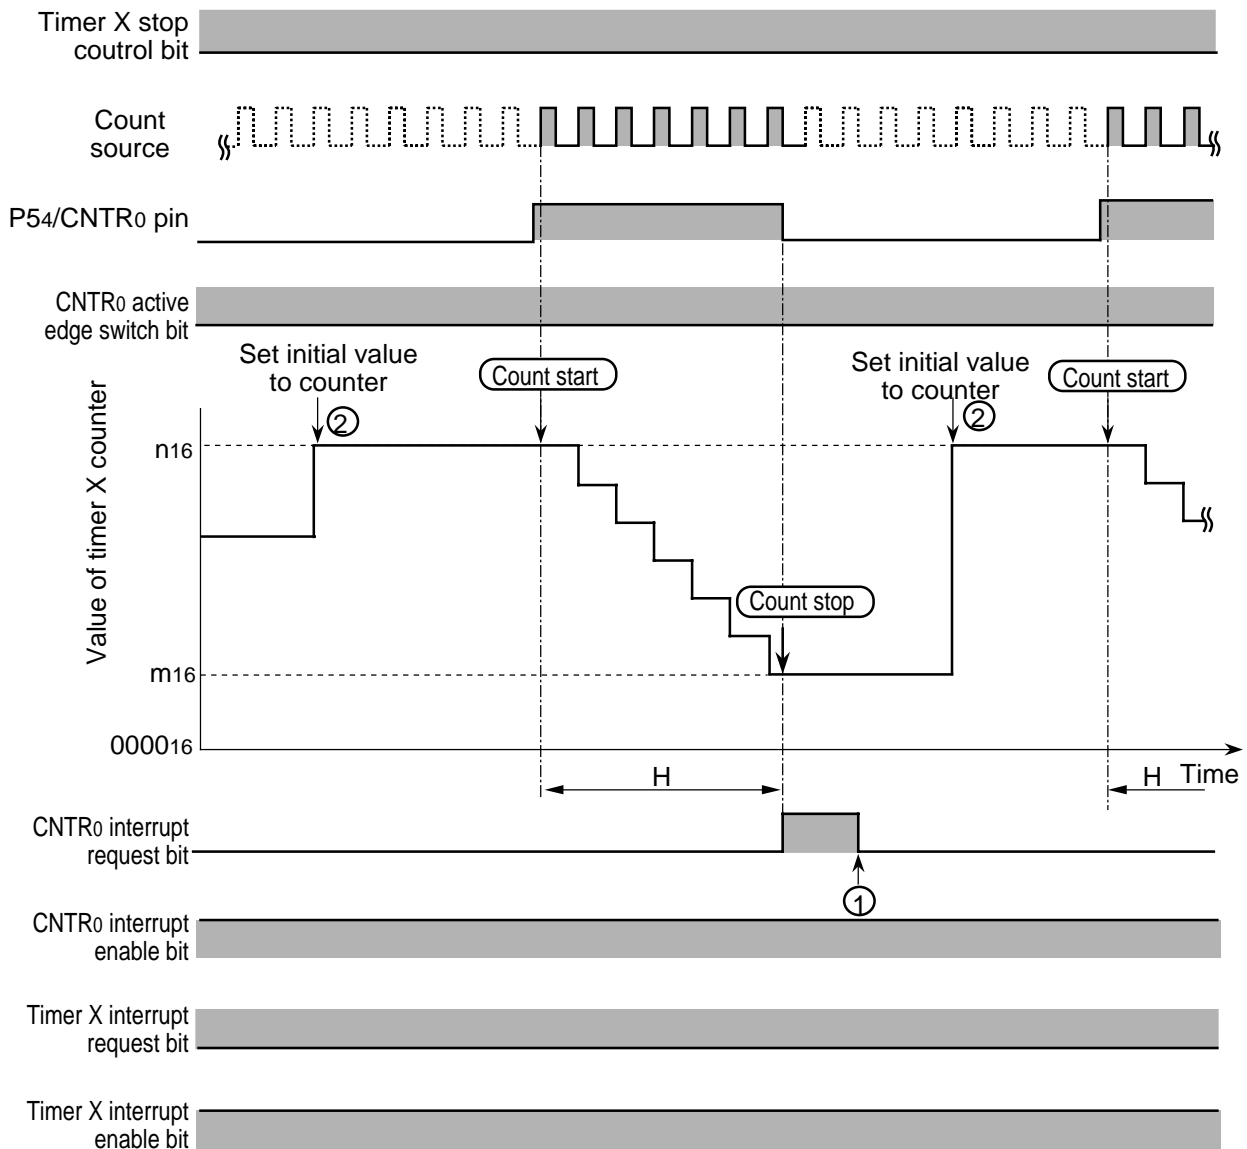 Timer X stop
coutrol bit
Count
source
P54/CNTR0 pin
CNTR0 active
edge switch bit
Set initial value
to counter
②
Count start
Set initial value
to counter
②
Count start
Value of timer X counter
n16
Count stop
m16
000016
H
H
Time
CNTR0 interrupt
request bit
①
CNTR0 interrupt
enable bit
Timer X interrupt
request bit
Timer X interrupt
enable bit